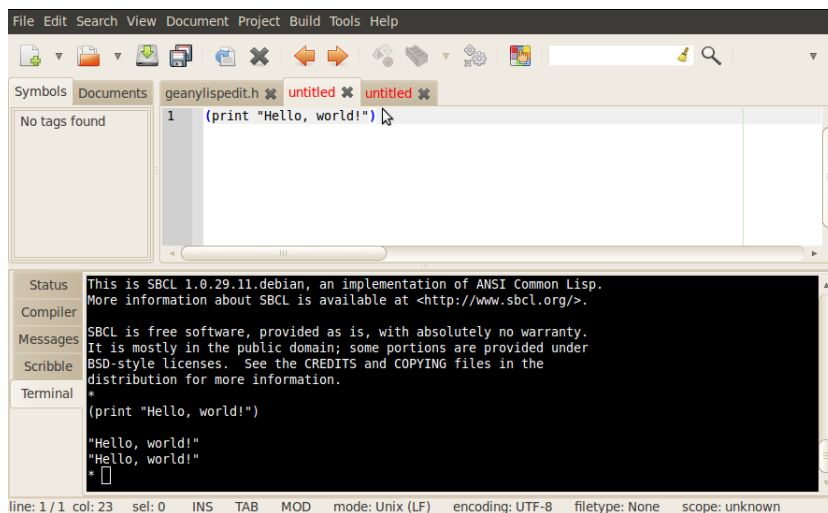 File Edit Search View Document Project Build Tools Help
Symbols Documents geanylispedit.h untitled untitled
No tags found
1 (print "Hello, world!")
Status
Compiler
Messages
Scribble
Terminal
This is SBCL 1.0.29.11.debian, an implementation of ANSI Common Lisp.
More information about SBCL is available at <http://www.sbcl.org/>.
SBCL is free software, provided as is, with absolutely no warranty.
It is mostly in the public domain; some portions are provided under
BSD-style licenses.  See the CREDITS and COPYING files in the
distribution for more information.
*
(print "Hello, world!")
"Hello, world!"
"Hello, world!"
*
line: 1 / 1 col: 23 sel: 0 INS TAB MOD mode: Unix (LF) encoding: UTF-8 filetype: None scope: unknown